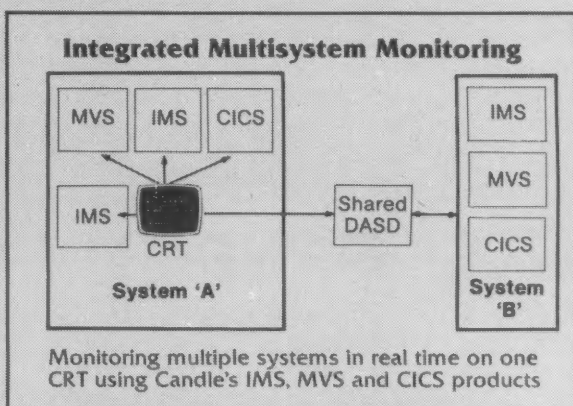 Integrated Multisystem Monitoring
MVS
IMS
CICS
IMS
CRT
System 'A'
Shared
DASD
IMS
MVS
CICS
System
'B'
Monitoring multiple systems in real time on one
CRT using Candle's IMS, MVS and CICS products